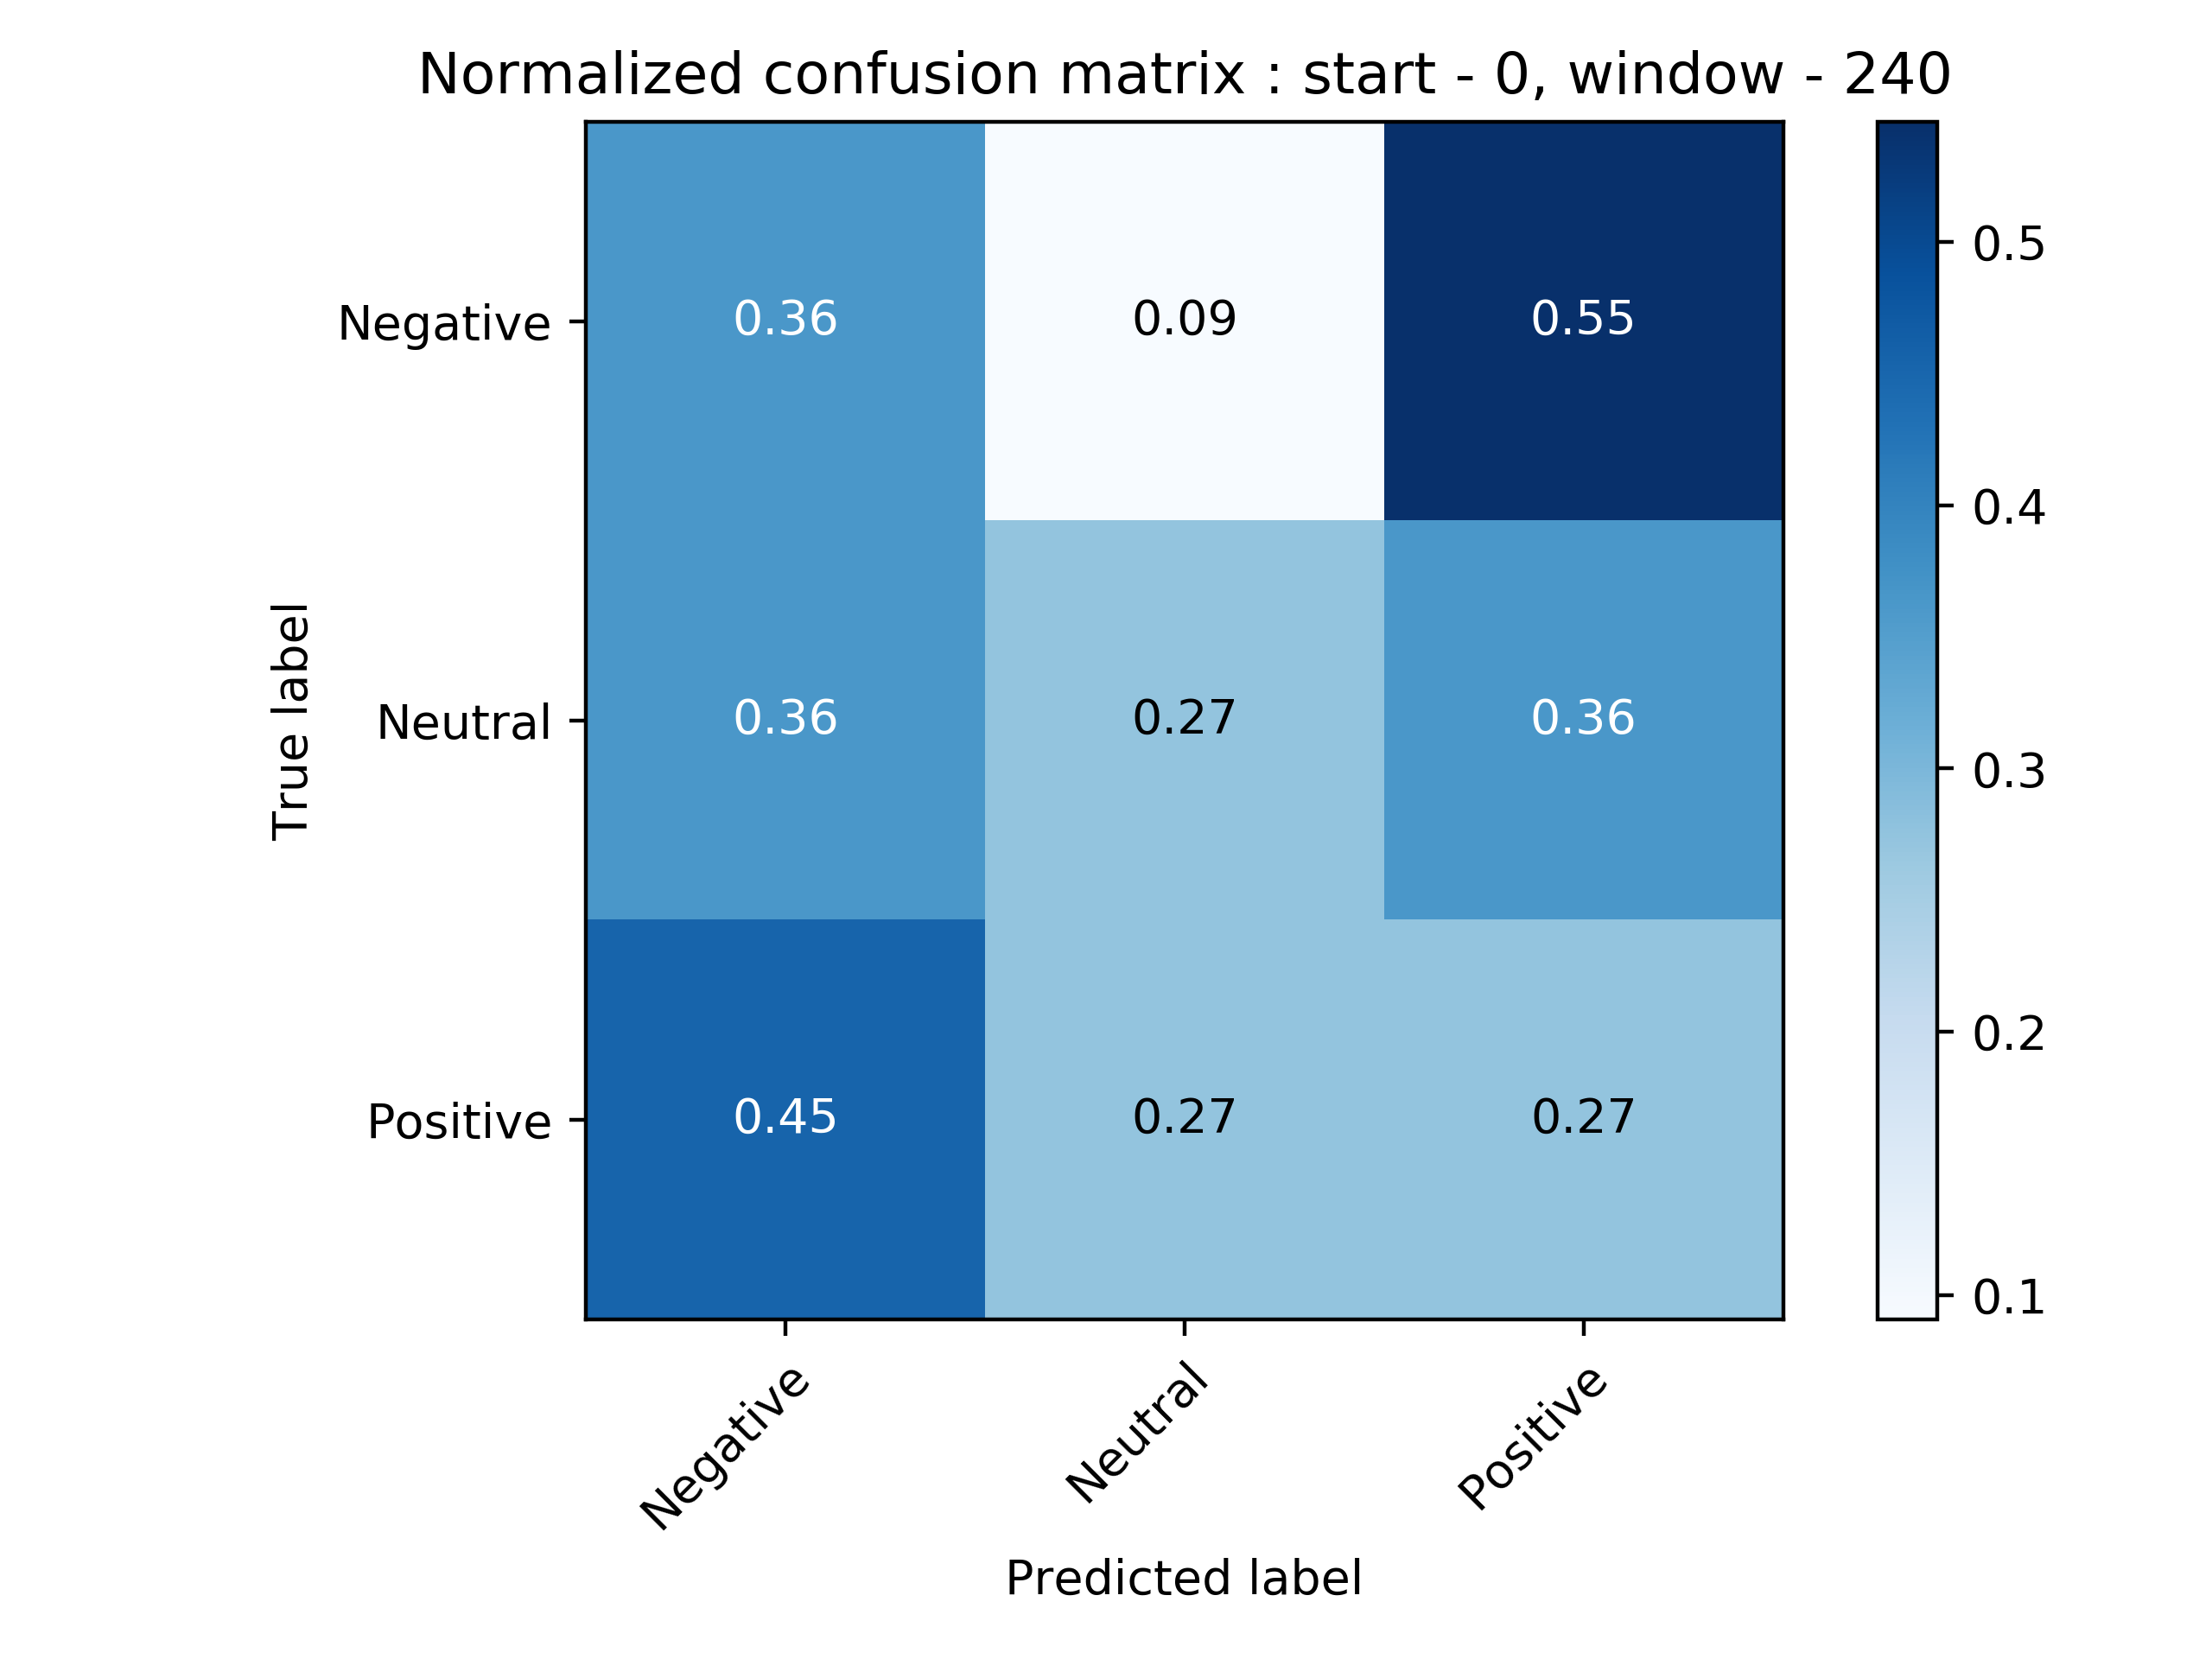 Normalized confusion matrix : start - 0, window - 240
Negative
0.36
0.09
0.55
Neutral
0.36
0.27
0.36
Positive
0.45
0.27
0.27
True label
Negative
Neutral
Positive
Predicted label
0.5
0.4
0.3
0.2
0.1